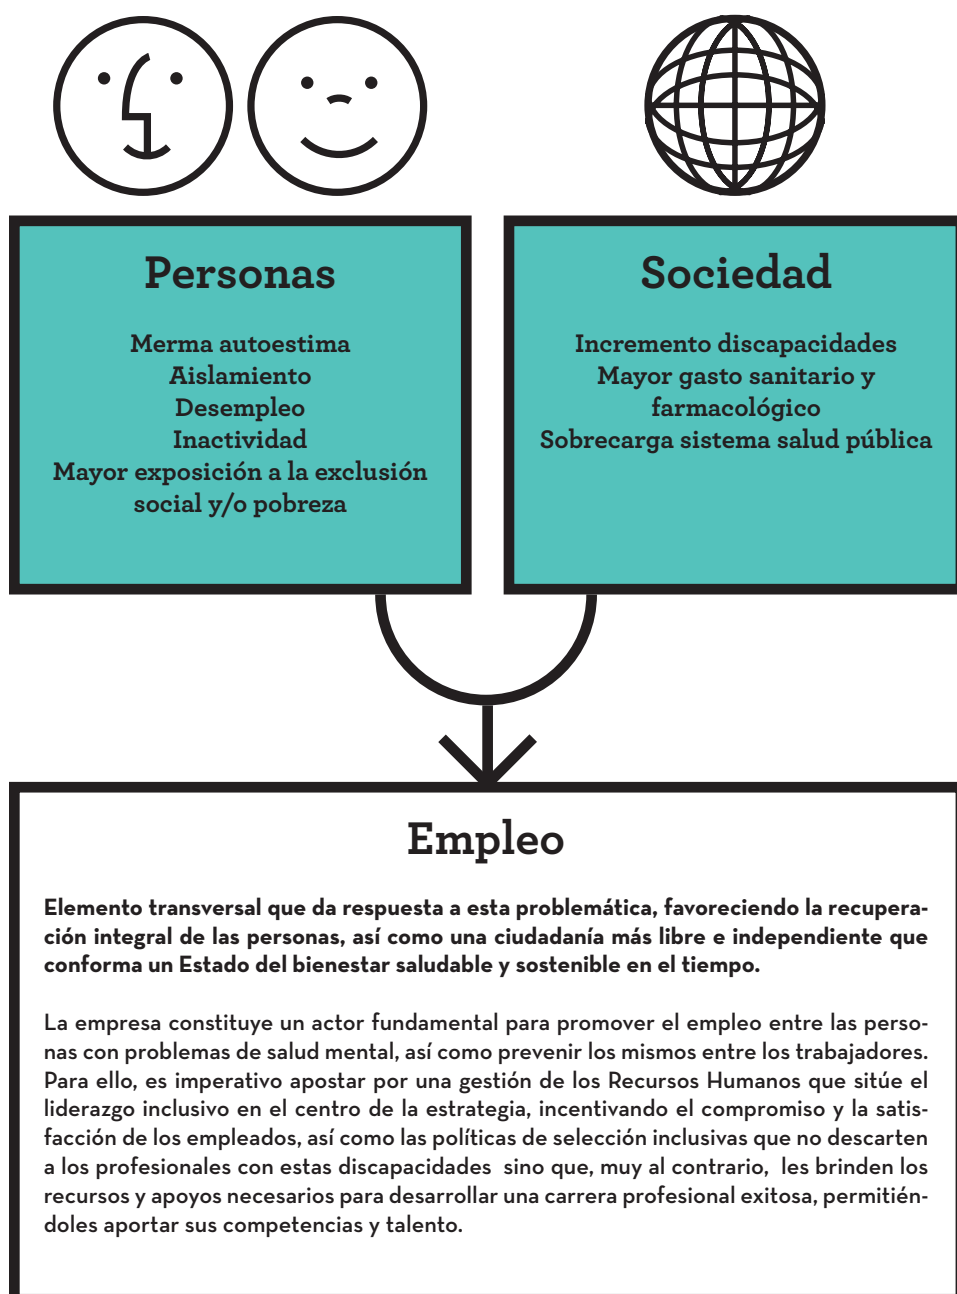 Personas
Merma autoestima
Aislamiento
Desempleo
Inactividad
Mayor exposición a la exclusión
social y/o pobreza
Sociedad
Incremento discapacidades
Mayor gasto sanitario y
farmacológico
Sobrecarga sistema salud pública
Empleo
Elemento transversal que da respuesta a esta problemática, favoreciendo la recupera-
ción integral de las personas, así como una ciudadanía más libre e independiente que
conforma un Estado del bienestar saludable y sostenible en el tiempo.
La empresa constituye un actor fundamental para promover el empleo entre las perso-
nas con problemas de salud mental, así como prevenir los mismos entre los trabajadores.
Para ello, es imperativo apostar por una gestión de los Recursos Humanos que sitúe el
liderazgo inclusivo en el centro de la estrategia, incentivando el compromiso y la satis-
facción de los empleados, así como las políticas de selección inclusivas que no descarten
a los profesionales con estas discapacidades sino que, muy al contrario, les brinden los
recursos y apoyos necesarios para desarrollar una carrera profesional exitosa, permitién-
doles aportar sus competencias y talento.